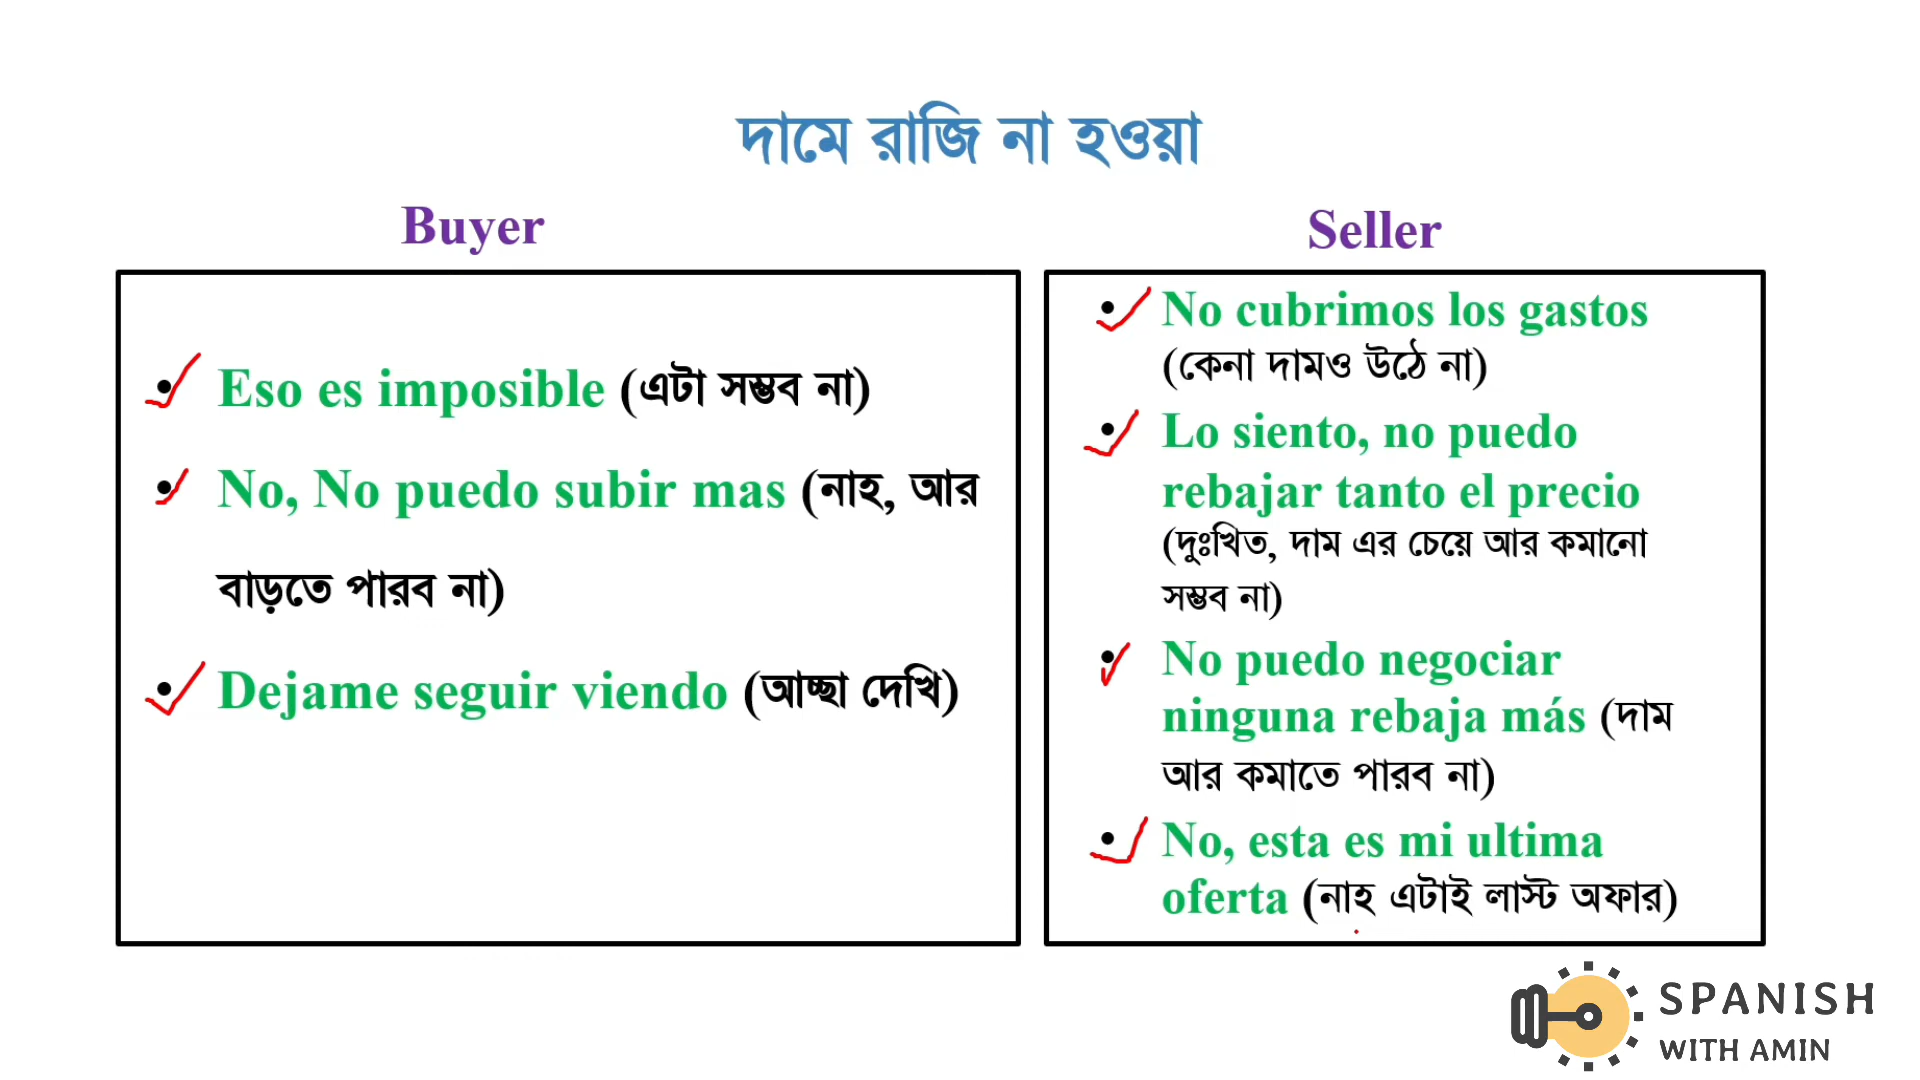 দামে রাজি না হওয়া
Buyer
• Eso es imposible (এটা সম্ভব না)
• No, No puedo subir mas (নাহ, আর
বাড়তে পারব না)
• Dejame seguir viendo (আচ্ছা দেখি)
Seller
• No cubrimos los gastos
(কেনা দামও উঠে না)
• Lo siento, no puedo
rebajar tanto el precio
(দুঃখিত, দাম এর চেয়ে আর কমানো
সম্ভব না)
• No puedo negociar
ninguna rebaja más (দাম
আর কমাতে পারব না)
• No, esta es mi ultima
oferta (নাহ এটাই লাস্ট অফার)
SPANISH
WITH AMIN